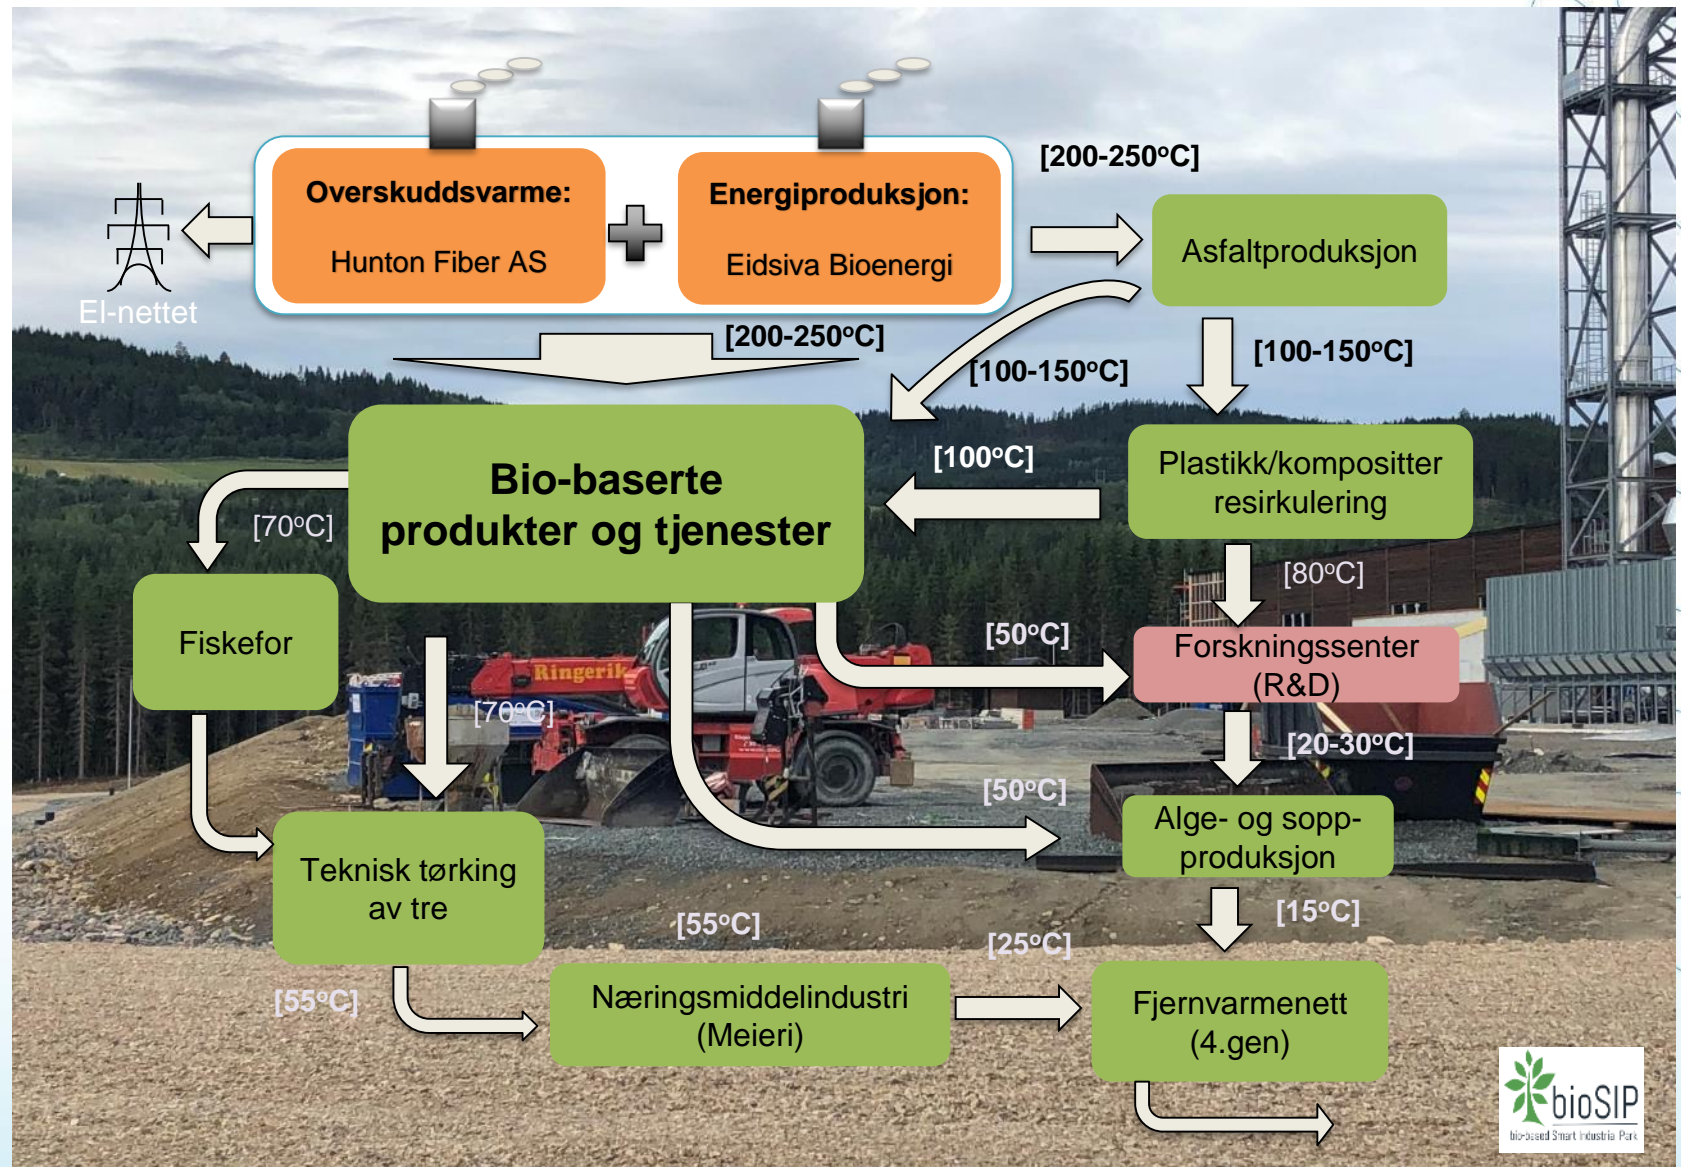 Overskuddsvarme:
Hunton Fiber AS
Energiproduksjon:
Eidsiva Bioenergi
[200-250°C]
Asfaltproduksjon
El-nettet
[200-250°C]
[100-150°C]
[100-150°C]
Bio-baserte
produkter og tjenester
[100°C]
Plastikk/kompositter
resirkulering
[70°C]
[80°C]
Fiskefor
[50°C]
Forskningssenter
(R&D)
Ringerik
[70°C]
[20-30°C]
[50°C]
Alge- og sopp-
produksjon
Teknisk tørking
av tre
[55°C]
[15°C]
[25°C]
[55°C]
Næringsmiddelindustri
(Meieri)
Fjernvarmenett
(4.gen)
bioSIP
bio-based Smart Industrial Park